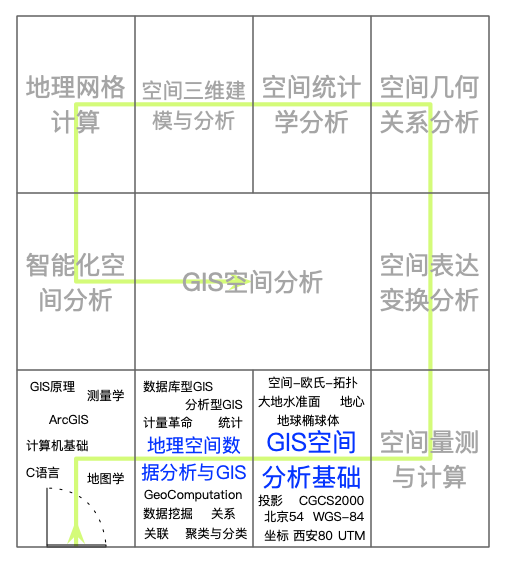 地理网格
计算
空间三维建
模与分析
空间统计
学分析
空间几何
关系分析
智能化空
间分析
GIS空间分析
空间表达
变换分析
GIS原理
测量学
ArcGIS
计算机基础
C语言
地图学
数据库型GIS
分析型GIS
计量革命 统计
地理空间数
据分析与GIS
GeoComputation
数据挖掘 关系
关联 聚类与分类
空间-欧氏-拓扑
大地水准面 地心
地球椭球体
GIS空间
分析基础
投影 CGCS2000
北京54 WGS-84
坐标 西安80 UTM
空间量测
与计算